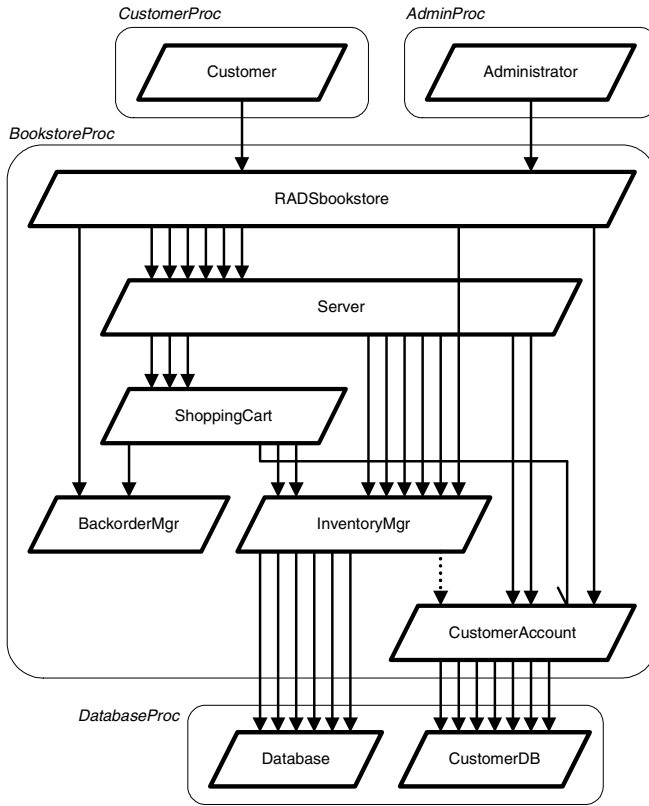 CustomerProc
AdminProc
Customer
Administrator
BookstoreProc
RADSbookstore
Server
ShoppingCart
BackorderMgr
InventoryMgr
CustomerAccount
DatabaseProc
Database
CustomerDB